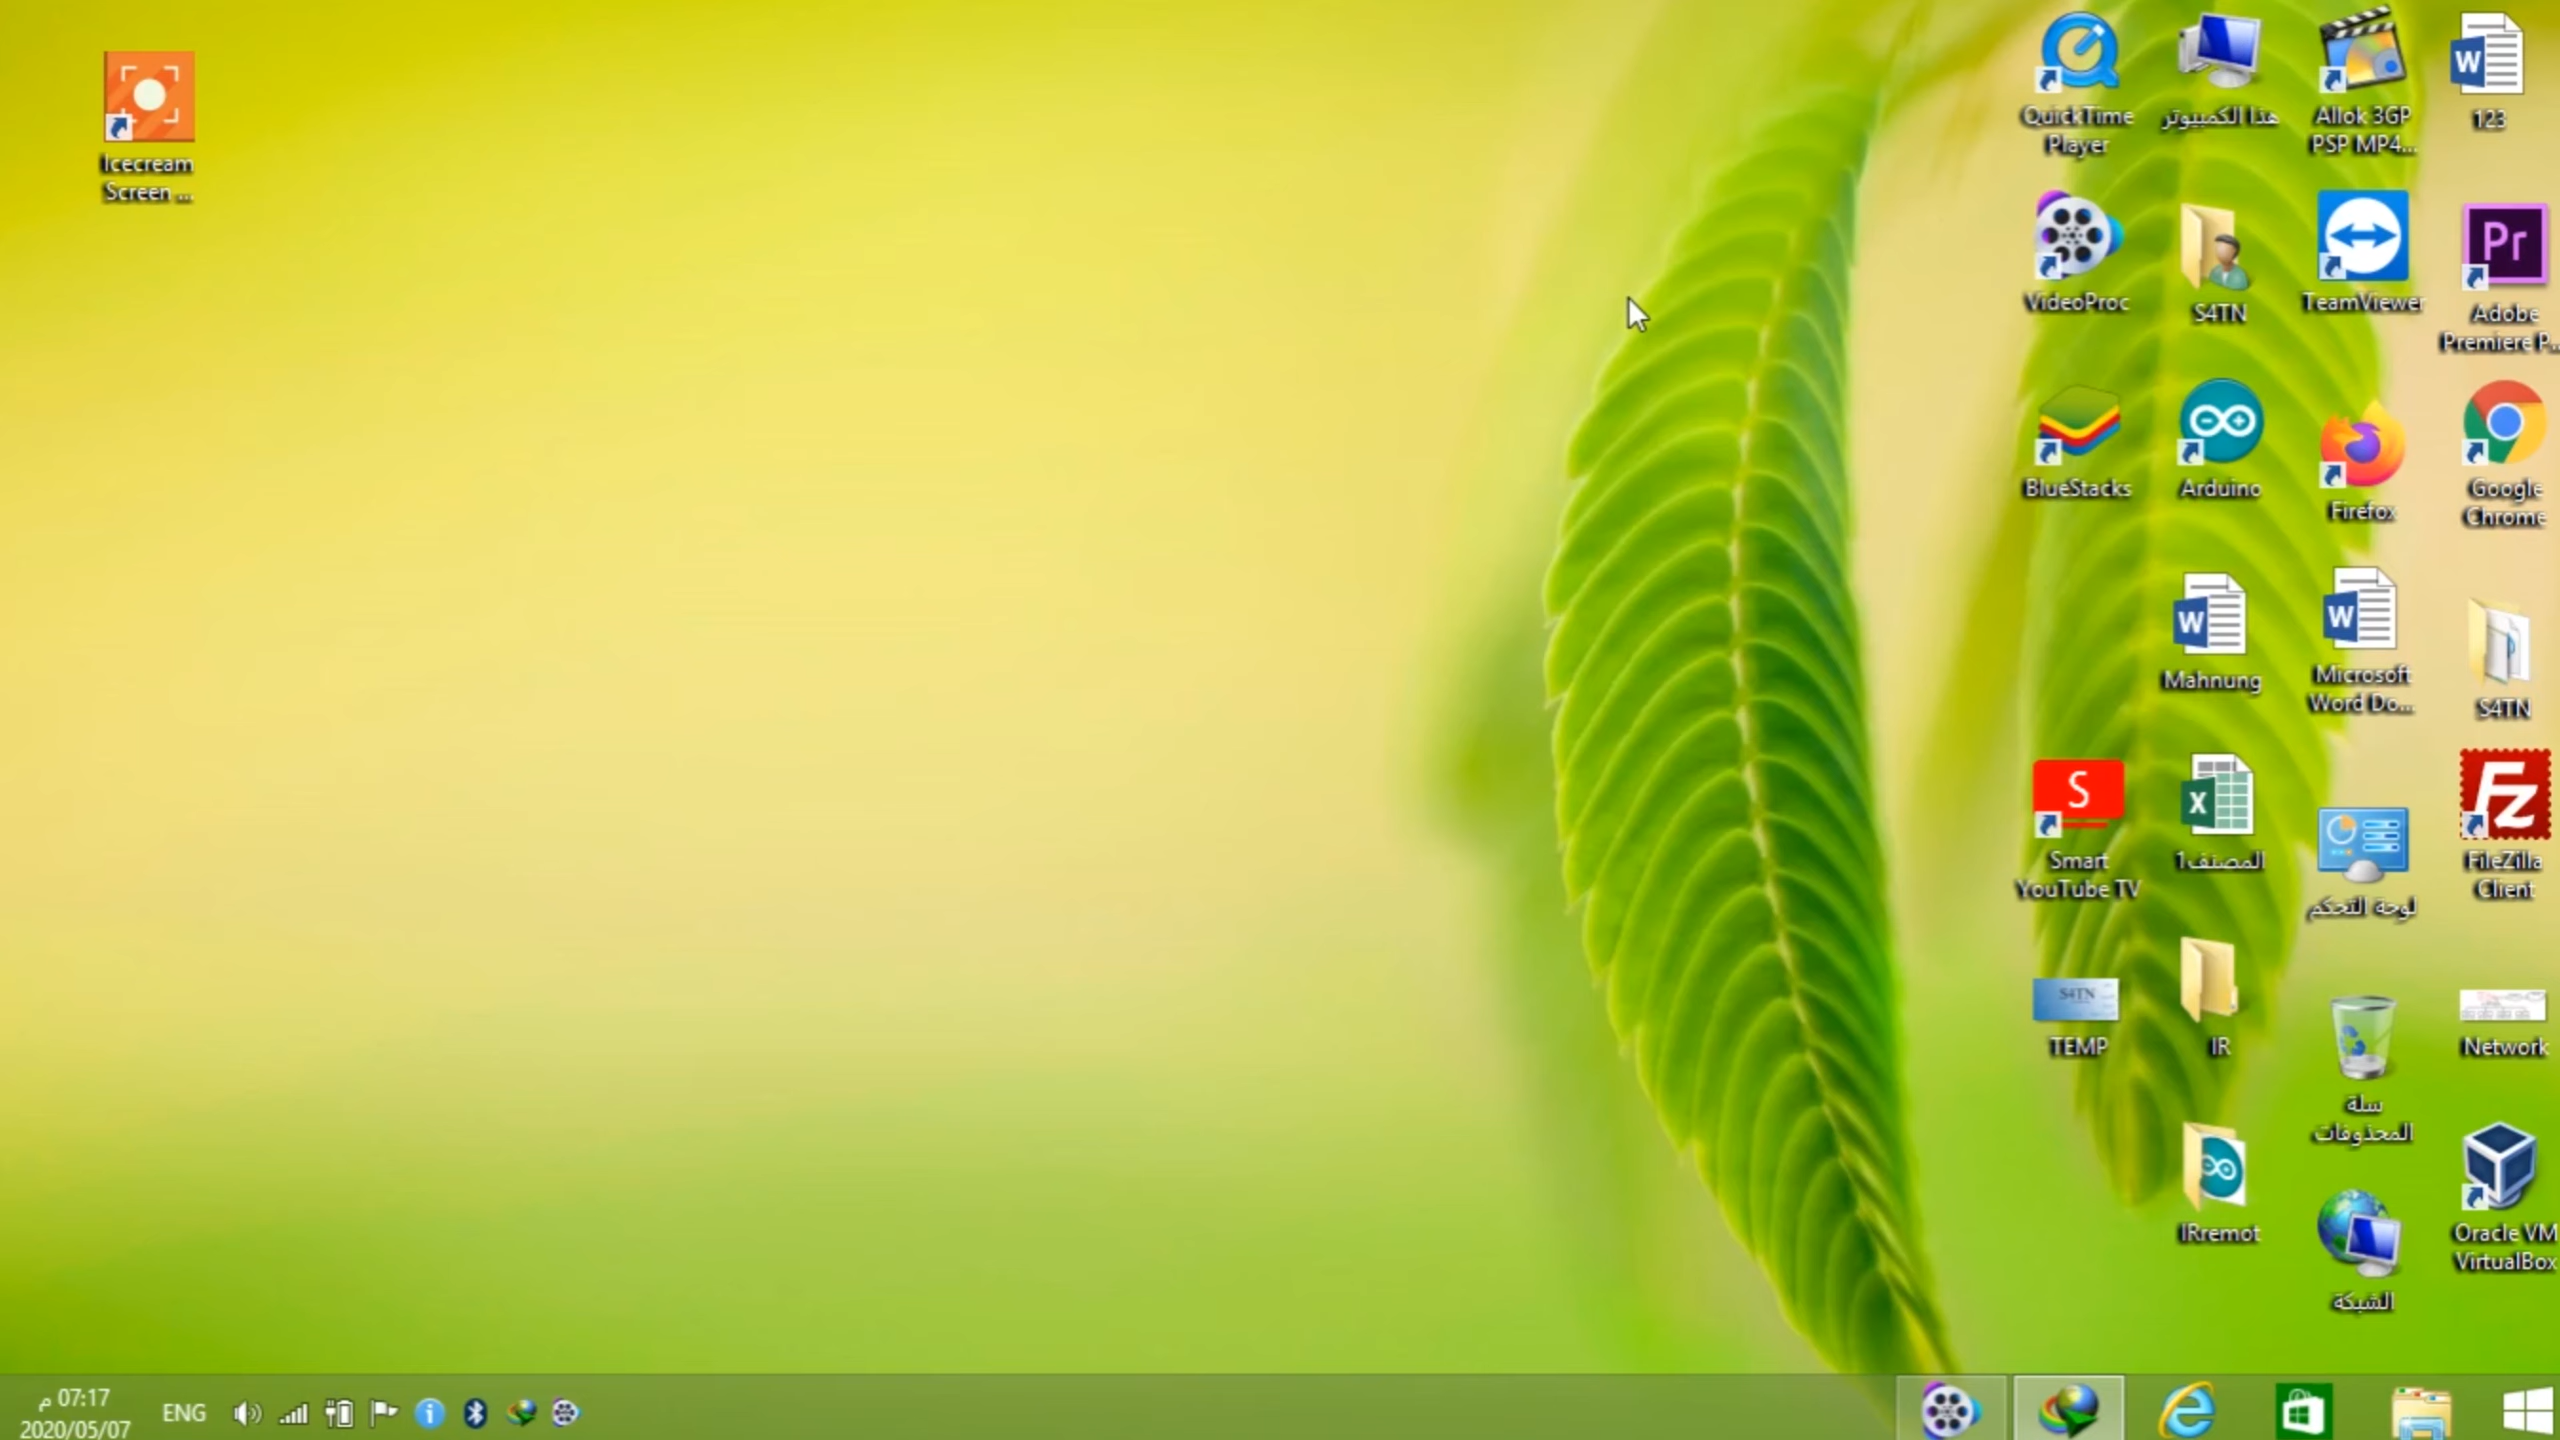 Icecream
Screen ...
QuickTime
Player
هذا الكمبيوتر
Allok 3GP
PSP MP4...
123
VideoProc
S4TN
TeamViewer
Adobe
Premiere P...
BlueStacks
Arduino
Firefox
Google
Chrome
Mahnung
Microsoft
Word Do...
S4TN
Smart
YouTube TV
المصنف1
لوحة التحكم
FileZilla
Client
S4TN
TEMP
IR
سلة
المحذوفات
Network
IRremot
الشبكة
Oracle VM
VirtualBox
07:17 م
2020/05/07
ENG